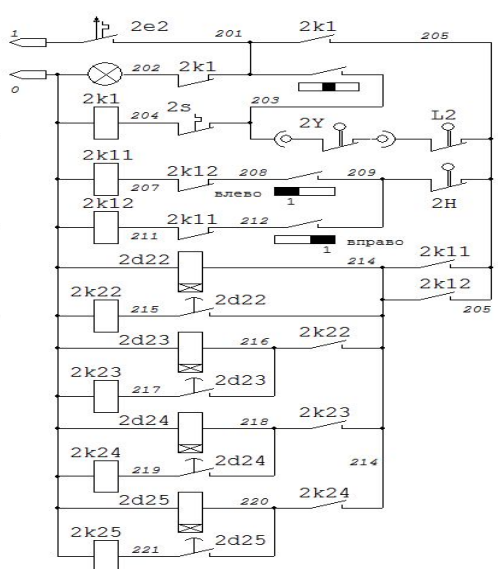 1 2e2 201 2k1 205
0 202 2k1
2k1 204 2s 203 2Y L2
2k11 207 2k12 208 209 2H
влево 1
2k12 211 2k11 212
1 вправо
2d22 214 2k11
2k22 215 2d22 2k12 205
2d23 216 2k22
2k23 217 2d23
2d24 218 2k23
2k24 219 2d24 214
2d25 220 2k24
2k25 221 2d25